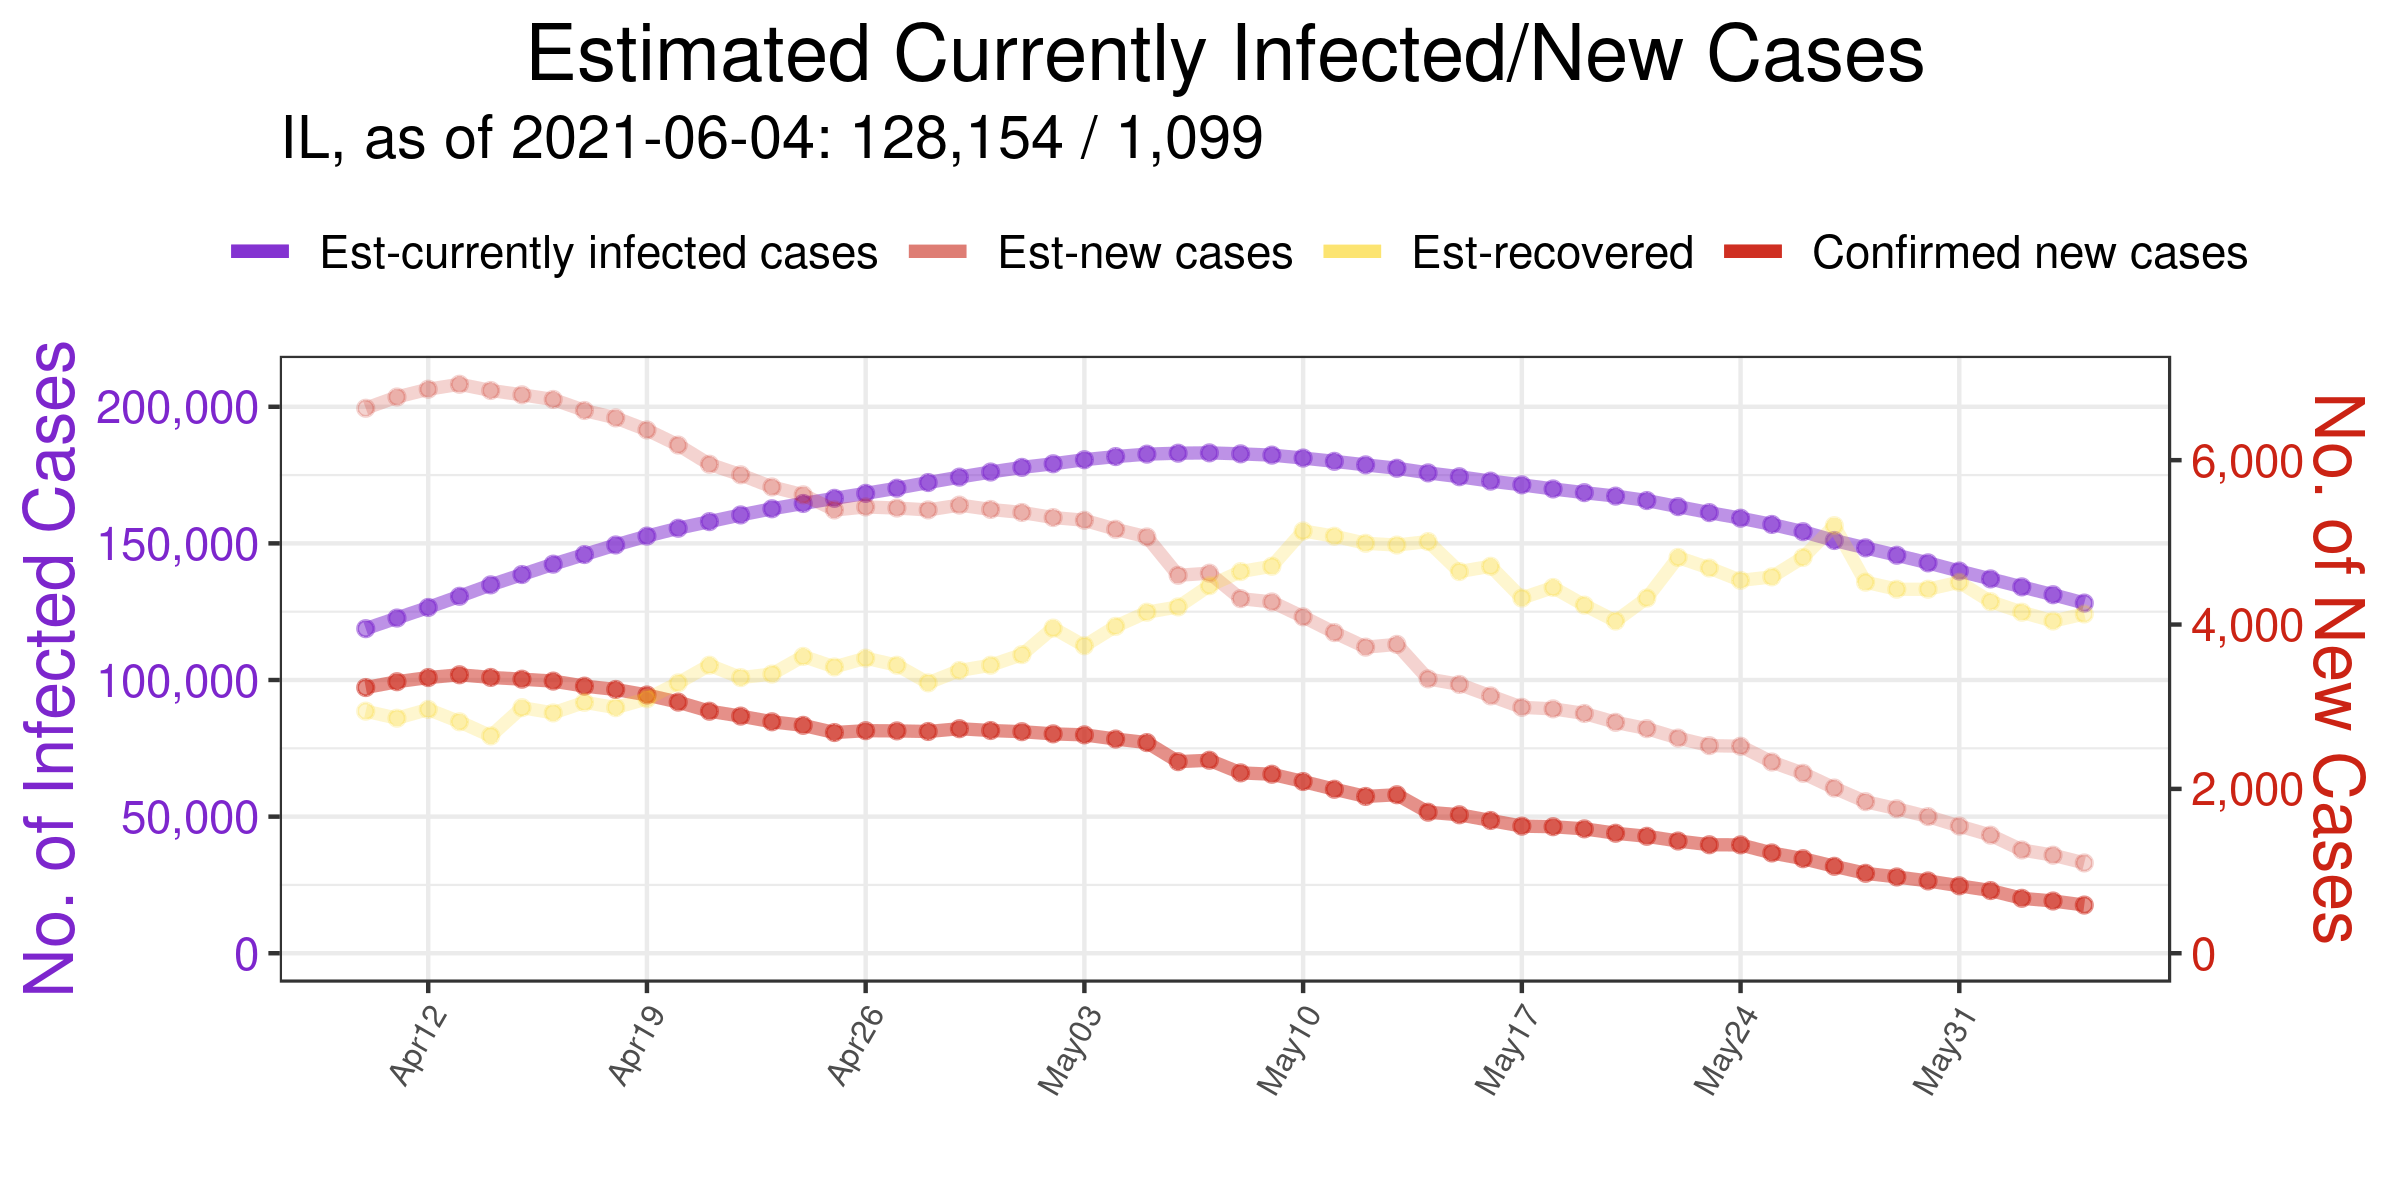 Estimated Currently Infected/New Cases
IL, as of 2021-06-04: 128,154 / 1,099
Est-currently infected cases Est-new cases Est-recovered Confirmed new cases
No. of Infected Cases
200,000
150,000
100,000
50,000
0
6,000
4,000
2,000
0
No. of New Cases
Apr12 Apr19 Apr26 May03 May10 May17 May24 May31